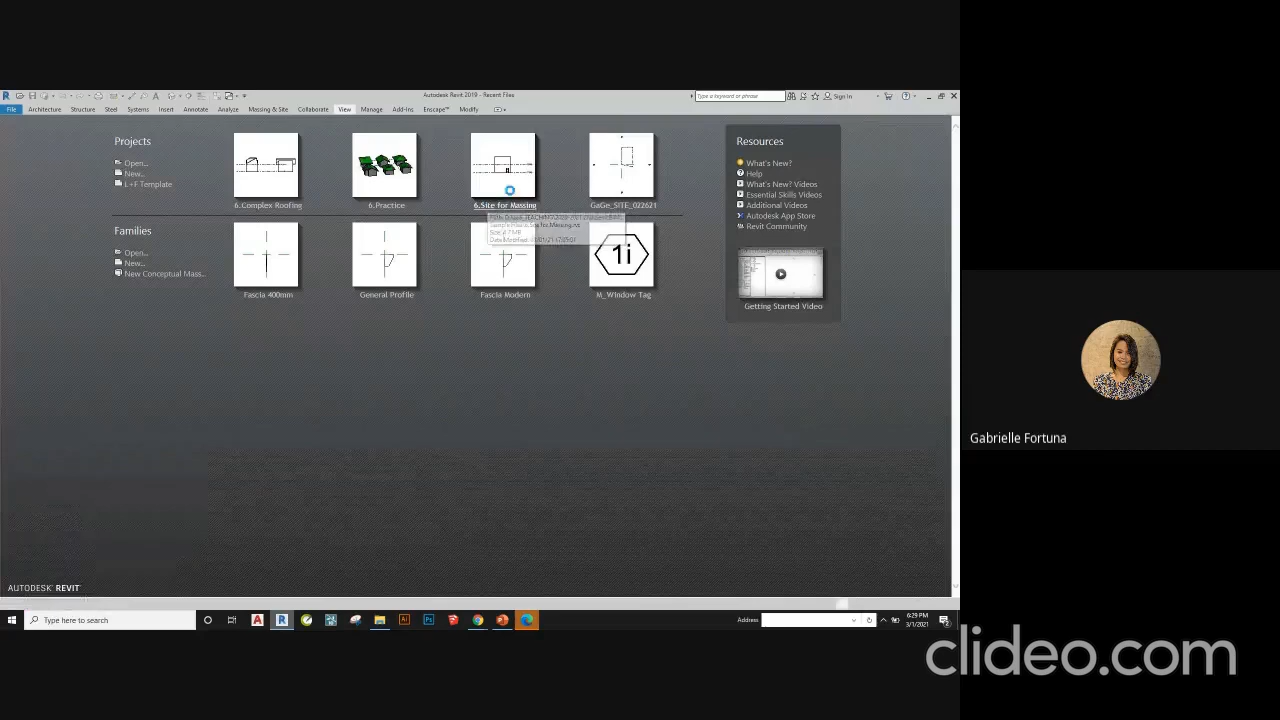 Autodesk Revit 2019 - Recent Files
Type a keyword or phrase
Sign In
File Architecture Structure Steel Systems Insert Annotate Analyze Massing & Site Collaborate View Manage Add-Ins Enscape™ Modify
Projects
Open...
New...
L+F Template
6.Complex Roofing
6.Practice
6.Site for Massing
GaGe_SITE_022621
Families
Open...
New...
New Conceptual Mass...
1i
Fascia 400mm
General Profile
Fascia Modern
M_Window Tag
Resources
What's New?
Help
What's New? Videos
Essential Skills Videos
Additional Videos
Autodesk App Store
Revit Community
Getting Started Video
Gabrielle Fortuna
AUTODESK REVIT
Type here to search
Address
6:29 PM
3/1/2021
clideo.com